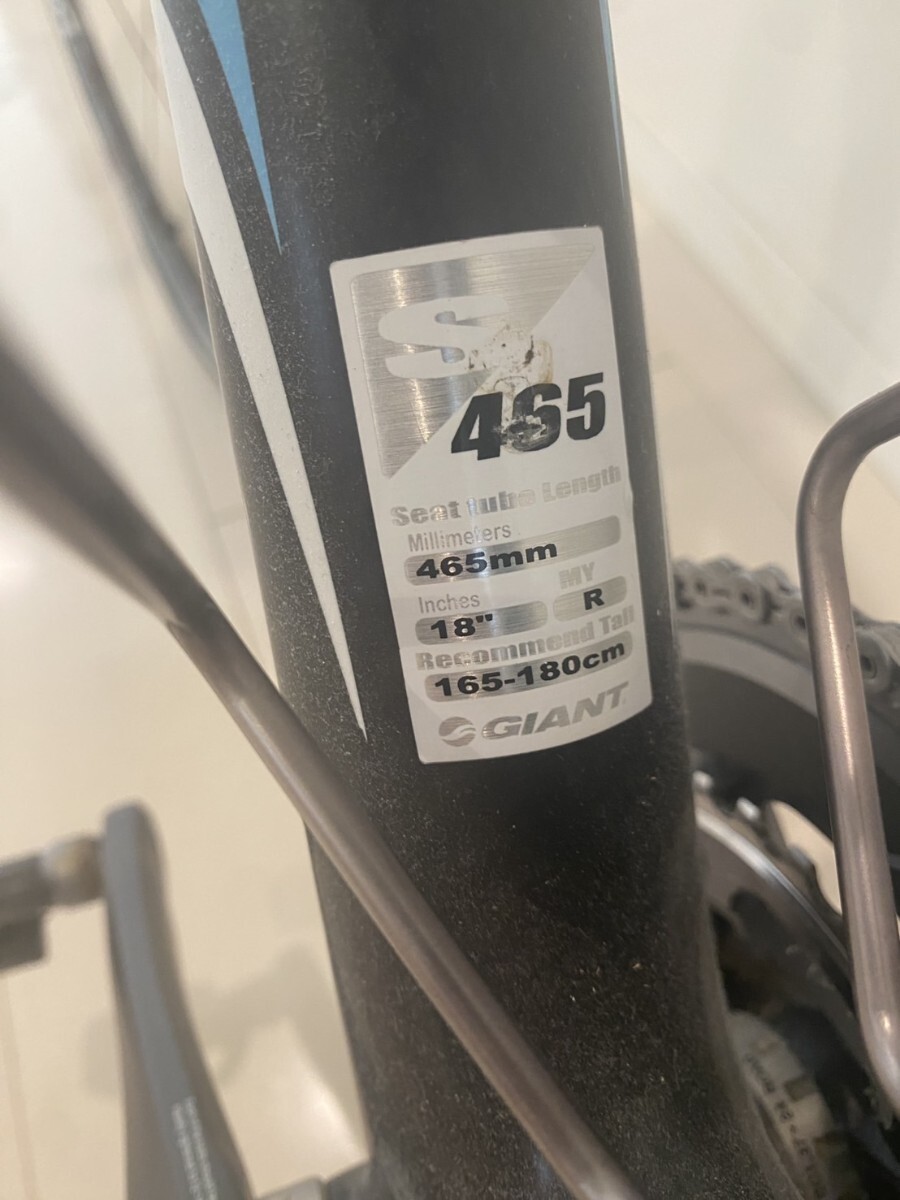 S
465
Seat tube Length
Millimeters
465mm
MY
Inches
R
18"
Recommend Tall
165-180cm
GIANT